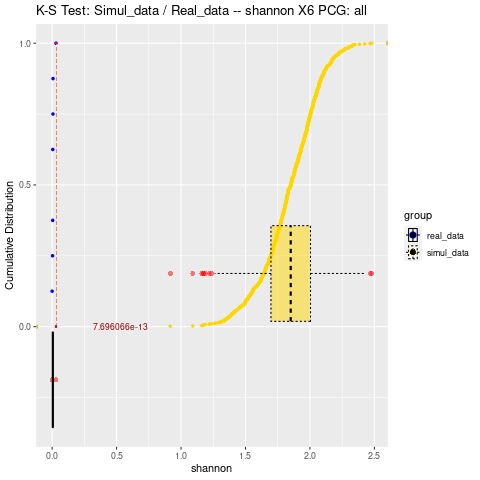 K-S Test: Simul_data / Real_data -- shannon X6 PCG: all
Cumulative Distribution
1.0
0.5
0.0
7.696066e-13
0.0 0.5 1.0 1.5 2.0 2.5
shannon
group
real_data
simul_data